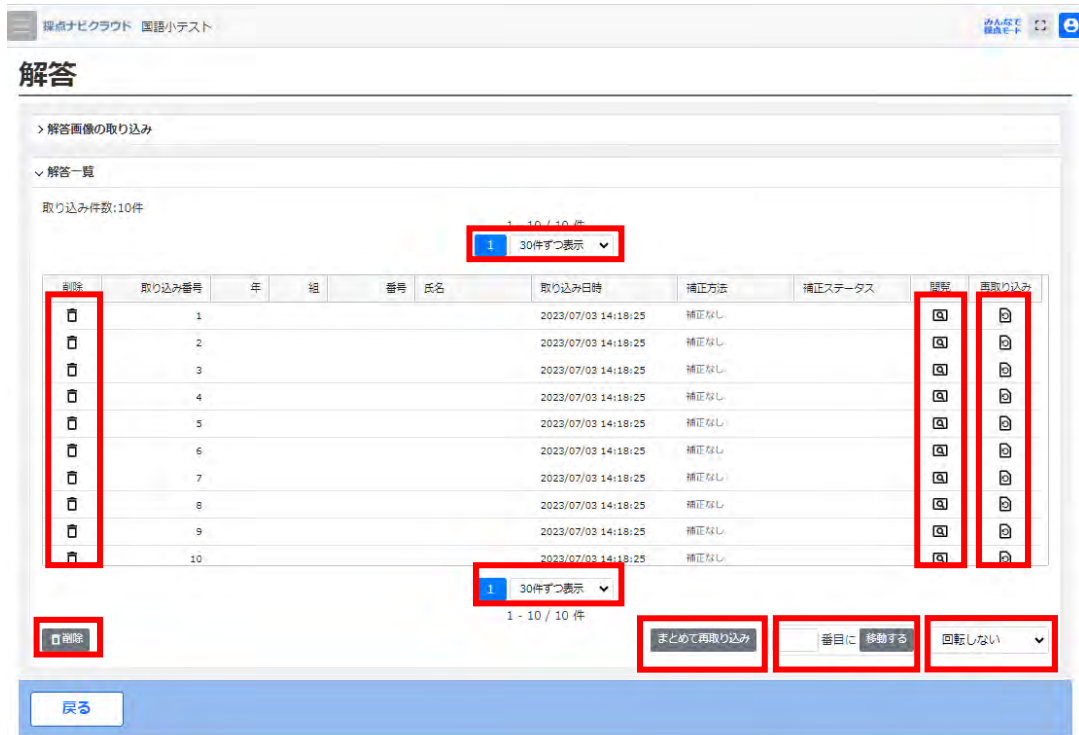 採点ナビクラウド 国語小テスト みんなで
採点モード
解答
解答画像の取り込み
解答一覧
取り込み件数:10件
1 - 10 / 10 件
1 30件ずつ表示
削除 取り込み番号 年 組 番号 氏名 取り込み日時 補正方法 補正ステータス 閲覧 再取り込み
1 2023/07/03 14:18:25 補正なし
2 2023/07/03 14:18:25 補正なし
3 2023/07/03 14:18:25 補正なし
4 2023/07/03 14:18:25 補正なし
5 2023/07/03 14:18:25 補正なし
6 2023/07/03 14:18:25 補正なし
7 2023/07/03 14:18:25 補正なし
8 2023/07/03 14:18:25 補正なし
9 2023/07/03 14:18:25 補正なし
10 2023/07/03 14:18:25 補正なし
1 30件ずつ表示
1 - 10 / 10 件
削除 まとめて再取り込み 番目に 移動する 回転しない
戻る